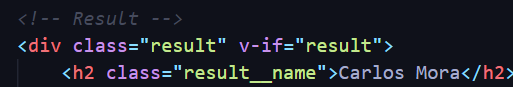 <!-- Result -->
<div class="result" v-if="result">
<h2 class="result__name">Carlos Mora</h2>